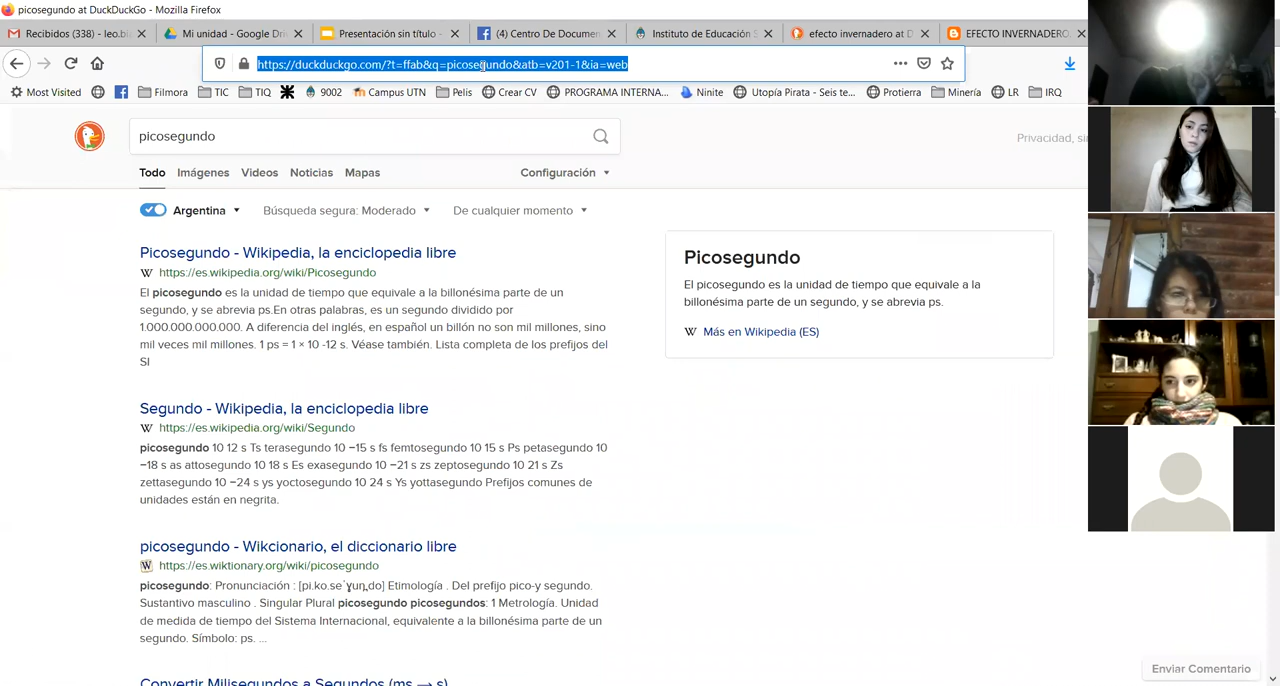 picosegundo at DuckDuckGo - Mozilla Firefox
Recibidos (338) - leo.bl
Mi unidad - Google Dri
Presentación sin título -
(4) Centro De Documen
Instituto de Educación S
efecto invernadero at D
EFECTO INVERNADERO.
https://duckduckgo.com/?t=ffab&q=picosegundo&atb=v201-1&ia=web
Most Visited
Filmora
TIC
TIQ
9002
Campus UTN
Pelis
Crear CV
PROGRAMA INTERNA...
Ninite
Utopía Pirata - Seis te...
Protierra
Minería
LR
IRQ
picosegundo
Privacidad, sin
Todo
Imágenes
Videos
Noticias
Mapas
Configuración
Argentina
Búsqueda segura: Moderado
De cualquier momento
Picosegundo - Wikipedia, la enciclopedia libre
W https://es.wikipedia.org/wiki/Picosegundo
El picosegundo es la unidad de tiempo que equivale a la billonésima parte de un
segundo, y se abrevia ps.En otras palabras, es un segundo dividido por
1.000.000.000.000. A diferencia del inglés, en español un billón no son mil millones, sino
mil veces mil millones. 1 ps = 1 × 10 -12 s. Véase también. Lista completa de los prefijos del
SI
Segundo - Wikipedia, la enciclopedia libre
W https://es.wikipedia.org/wiki/Segundo
picosegundo 10 12 s Ts terasegundo 10 −15 s fs femtosegundo 10 15 s Ps petasegundo 10
−18 s as attosegundo 10 18 s Es exasegundo 10 −21 s zs zeptosegundo 10 21 s Zs
zettasegundo 10 −24 s ys yoctosegundo 10 24 s Ys yottasegundo Prefijos comunes de
unidades están en negrita.
picosegundo - Wikcionario, el diccionario libre
W https://es.wiktionary.org/wiki/picosegundo
picosegundo: Pronunciación : [pi.ko.seˈɣun̪.do] Etimología . Del prefijo pico-y segundo.
Sustantivo masculino . Singular Plural picosegundo picosegundos: 1 Metrología. Unidad
de medida de tiempo del Sistema Internacional, equivalente a la billonésima parte de un
segundo. Símbolo: ps. ...
Convertir Milisegundos a Segundos (ms → s)
Picosegundo
El picosegundo es la unidad de tiempo que equivale a la
billonésima parte de un segundo, y se abrevia ps.
W Más en Wikipedia (ES)
Enviar Comentario